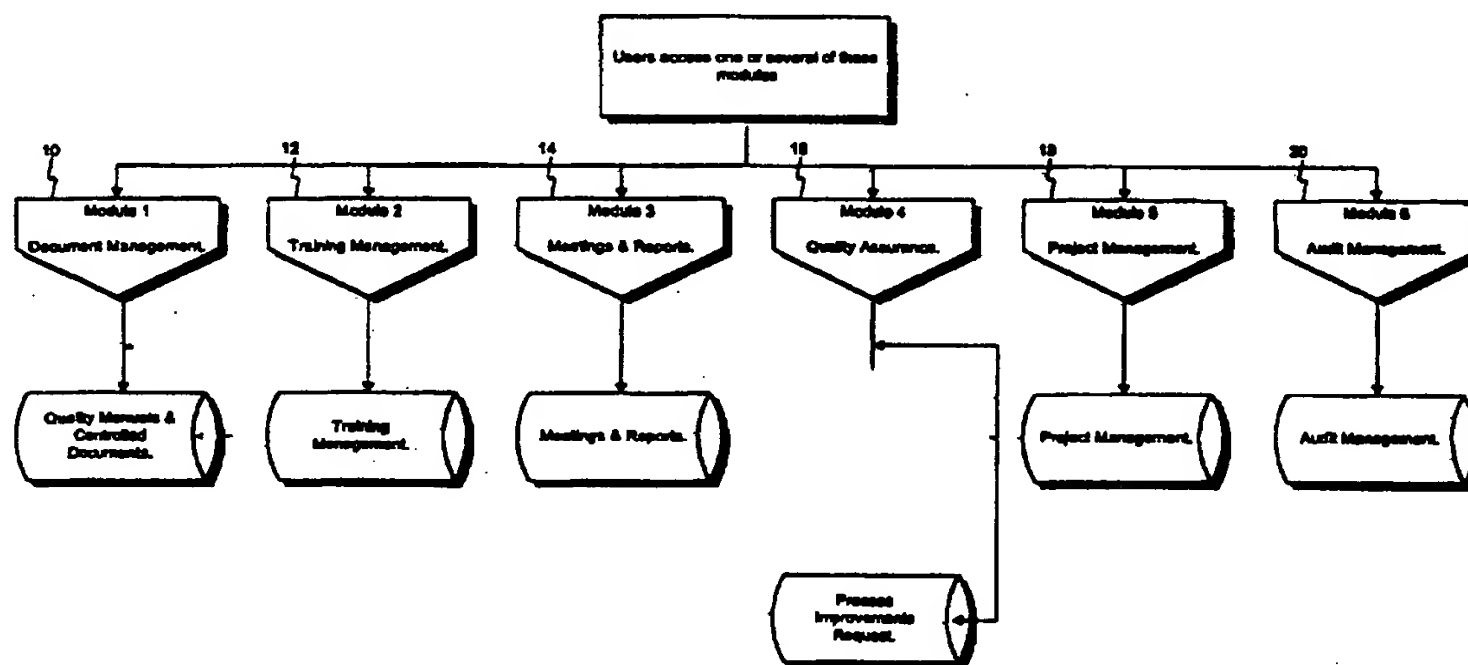 Users access one or several of these
modules
10
12
14
16
18
20
Module 1
Document Management.
Module 2
Training Management.
Module 3
Meetings & Reports.
Module 4
Quality Assurance.
Module 5
Project Management.
Module 6
Audit Management.
Quality Manuals &
Controlled
Documents.
Training
Management.
Meetings & Reports.
Project Management.
Audit Management.
Process
Improvements
Request.